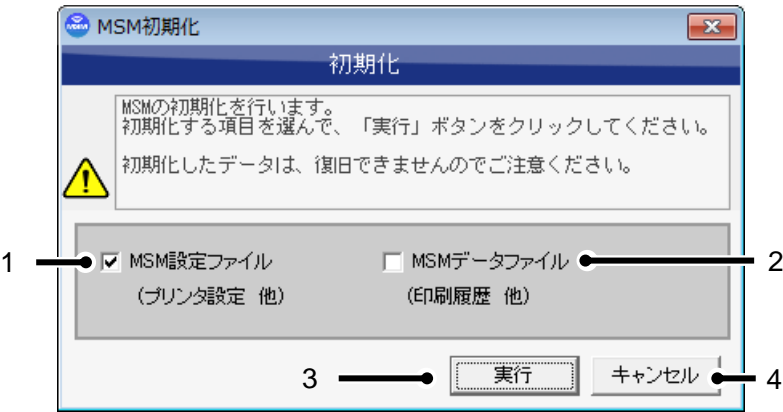 MSM初期化
初期化
MSMの初期化を行います。
初期化する項目を選んで、「実行」ボタンをクリックしてください。
初期化したデータは、復旧できませんのでご注意ください。
1 MSM設定ファイル MSMデータファイル 2
(プリンタ設定 他) (印刷履歴 他)
3 実行 キャンセル 4